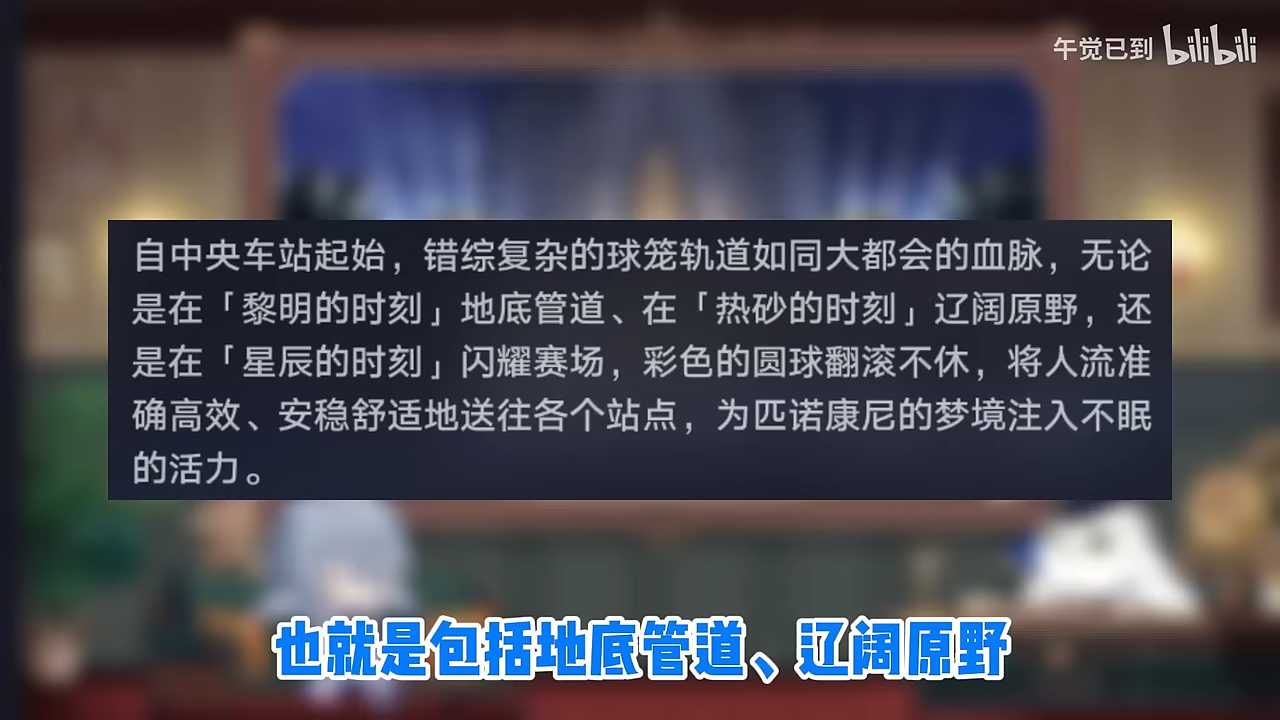 午觉已到 bilibili
自中央车站起始，错综复杂的球笼轨道如同大都会的血脉，无论
是在「黎明的时刻」地底管道、在「热砂的时刻」辽阔原野，还
是在「星辰的时刻」闪耀赛场，彩色的圆球翻滚不休，将人流准
确高效、安稳舒适地送往各个站点，为匹诺康尼的梦境注入不眠
的活力。
也就是包括地底管道、辽阔原野